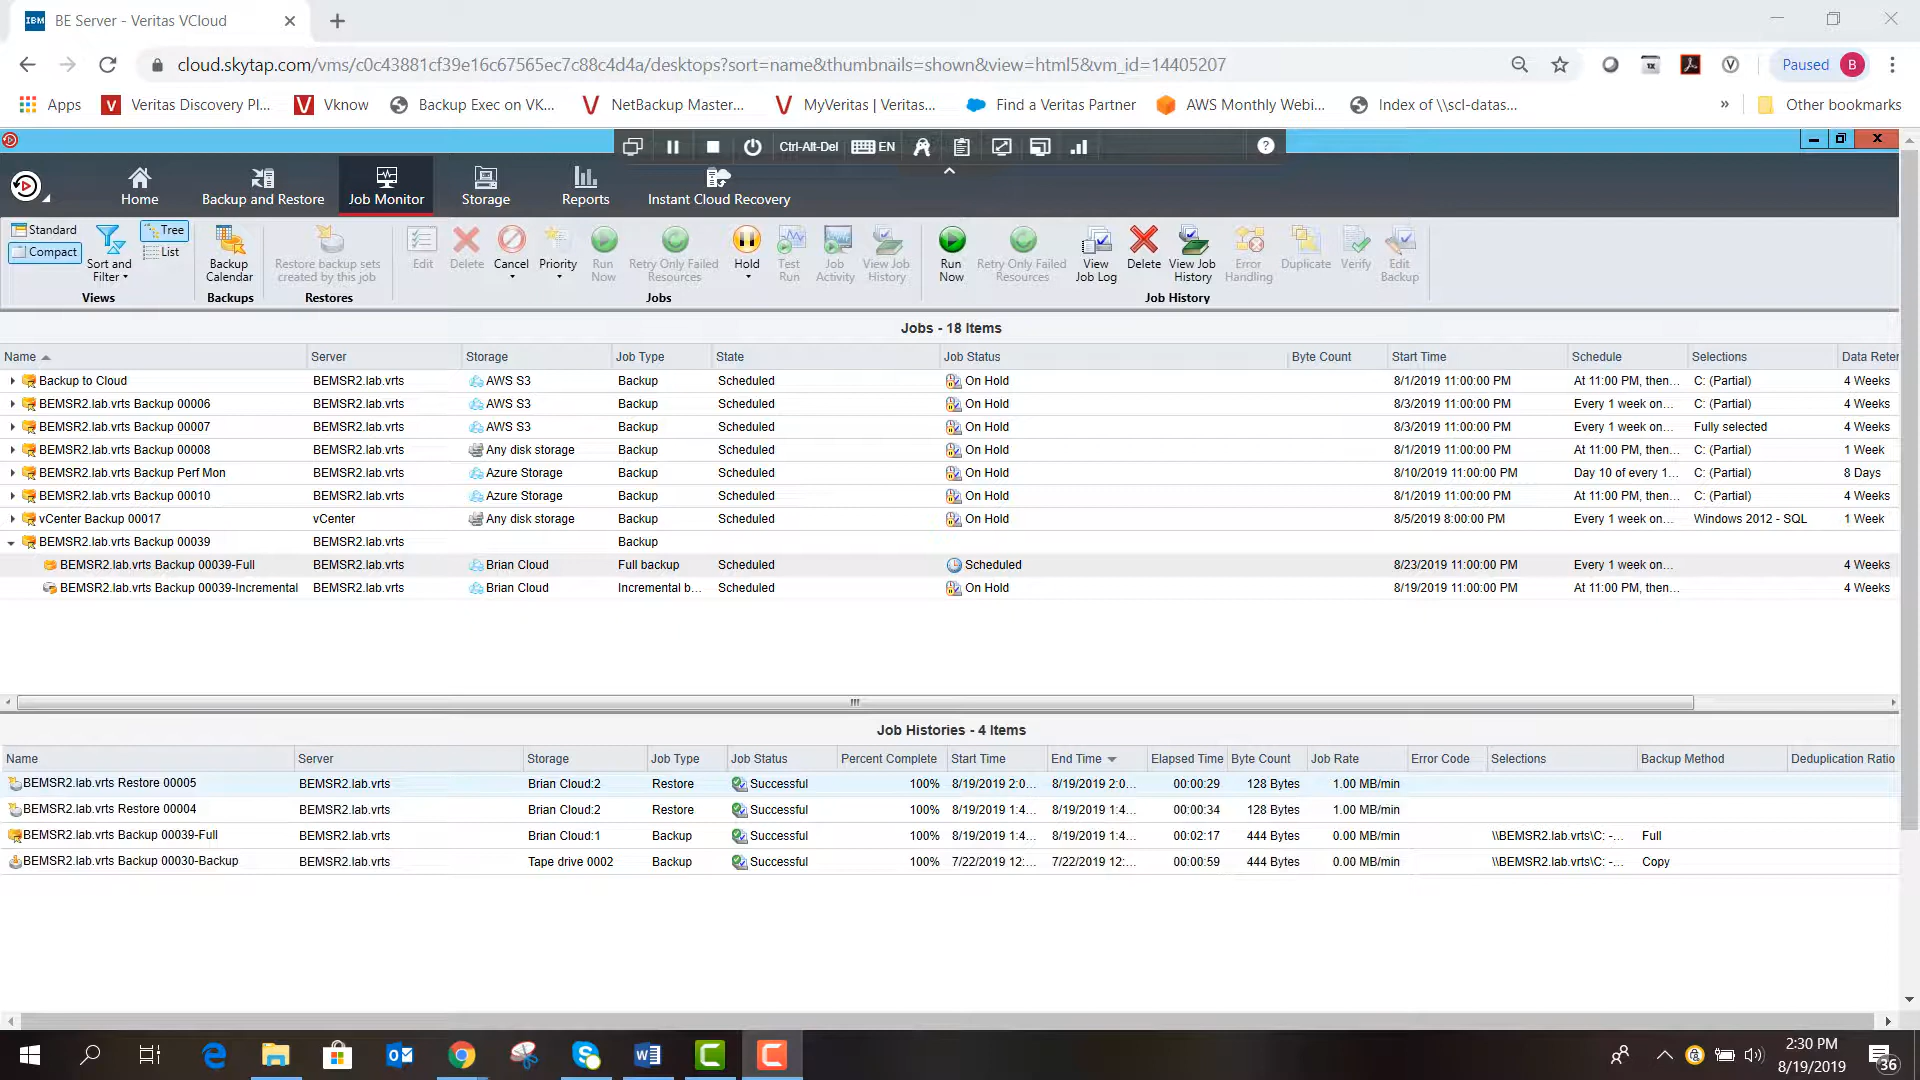 IBM BE Server - Veritas VCloud
cloud.skytap.com/vms/c0c43881cf39e16c67565ec7c88c4d4a/desktops?sort=name&thumbnails=shown&view=html5&vm_id=14405207 Paused B
Apps Veritas Discovery Pl... Vknow Backup Exec on VK... NetBackup Master... MyVeritas | Veritas... Find a Veritas Partner AWS Monthly Webi... Index of \\scl-datas... » Other bookmarks
Ctrl-Alt-Del EN
Home Backup and Restore Job Monitor Storage Reports Instant Cloud Recovery
Standard Compact Sort and Filter Tree List Views
Backup Calendar Backups
Restore backup sets created by this job Restores
Edit Delete Cancel Priority Run Now Retry Only Failed Resources Hold Test Run Job Activity View Job History Jobs
Run Now Retry Only Failed Resources View Job Log Delete View Job History Error Handling Duplicate Verify Edit Backup Job History
Jobs - 18 Items
Name Server Storage Job Type State Job Status Byte Count Start Time Schedule Selections Data Reter
Backup to Cloud BEMSR2.lab.vrts AWS S3 Backup Scheduled On Hold 8/1/2019 11:00:00 PM At 11:00 PM, then... C: (Partial) 4 Weeks
BEMSR2.lab.vrts Backup 00006 BEMSR2.lab.vrts AWS S3 Backup Scheduled On Hold 8/3/2019 11:00:00 PM Every 1 week on... C: (Partial) 4 Weeks
BEMSR2.lab.vrts Backup 00007 BEMSR2.lab.vrts AWS S3 Backup Scheduled On Hold 8/3/2019 11:00:00 PM Every 1 week on... Fully selected 4 Weeks
BEMSR2.lab.vrts Backup 00008 BEMSR2.lab.vrts Any disk storage Backup Scheduled On Hold 8/1/2019 11:00:00 PM At 11:00 PM, then... C: (Partial) 1 Week
BEMSR2.lab.vrts Backup Perf Mon BEMSR2.lab.vrts Azure Storage Backup Scheduled On Hold 8/10/2019 11:00:00 PM Day 10 of every 1... C: (Partial) 8 Days
BEMSR2.lab.vrts Backup 00010 BEMSR2.lab.vrts Azure Storage Backup Scheduled On Hold 8/1/2019 11:00:00 PM At 11:00 PM, then... C: (Partial) 4 Weeks
vCenter Backup 00017 vCenter Any disk storage Backup Scheduled On Hold 8/5/2019 8:00:00 PM Every 1 week on... Windows 2012 - SQL 1 Week
BEMSR2.lab.vrts Backup 00039 BEMSR2.lab.vrts Backup
BEMSR2.lab.vrts Backup 00039-Full BEMSR2.lab.vrts Brian Cloud Full backup Scheduled Scheduled 8/23/2019 11:00:00 PM Every 1 week on... 4 Weeks
BEMSR2.lab.vrts Backup 00039-Incremental BEMSR2.lab.vrts Brian Cloud Incremental b... Scheduled On Hold 8/19/2019 11:00:00 PM At 11:00 PM, then... 4 Weeks
Job Histories - 4 Items
Name Server Storage Job Type Job Status Percent Complete Start Time End Time Elapsed Time Byte Count Job Rate Error Code Selections Backup Method Deduplication Ratio
BEMSR2.lab.vrts Restore 00005 BEMSR2.lab.vrts Brian Cloud:2 Restore Successful 100% 8/19/2019 2:0... 8/19/2019 2:0... 00:00:29 128 Bytes 1.00 MB/min
BEMSR2.lab.vrts Restore 00004 BEMSR2.lab.vrts Brian Cloud:2 Restore Successful 100% 8/19/2019 1:4... 8/19/2019 1:4... 00:00:34 128 Bytes 1.00 MB/min
BEMSR2.lab.vrts Backup 00039-Full BEMSR2.lab.vrts Brian Cloud:1 Backup Successful 100% 8/19/2019 1:4... 8/19/2019 1:4... 00:02:17 444 Bytes 0.00 MB/min \\BEMSR2.lab.vrts\C: -... Full
BEMSR2.lab.vrts Backup 00030-Backup BEMSR2.lab.vrts Tape drive 0002 Backup Successful 100% 7/22/2019 12:... 7/22/2019 12:... 00:00:59 444 Bytes 0.00 MB/min \\BEMSR2.lab.vrts\C: -... Copy
2:30 PM
8/19/2019
36